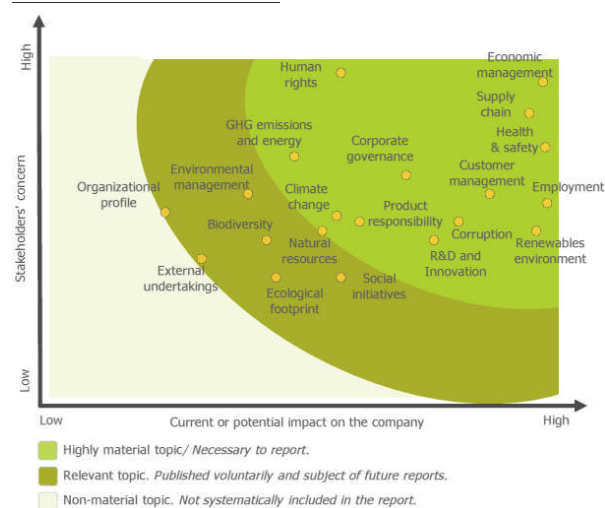 High
Economic
management
Human
rights
Supply
chain
GHG emissions
and energy
Corporate
governance
Health
& safety
Environmental
management
Customer
management
Organizational
profile
Climate
change
Employment
Product
responsibility
Biodiversity
Corruption
Natural
resources
R&D and
Innovation
Renewables
environment
External
undertakings
Ecological
footprint
Social
initiatives
Stakeholders' concern
Low
Low
Current or potential impact on the company
High
Highly material topic/ Necessary to report.
Relevant topic. Published voluntarily and subject of future reports.
Non-material topic. Not systematically included in the report.